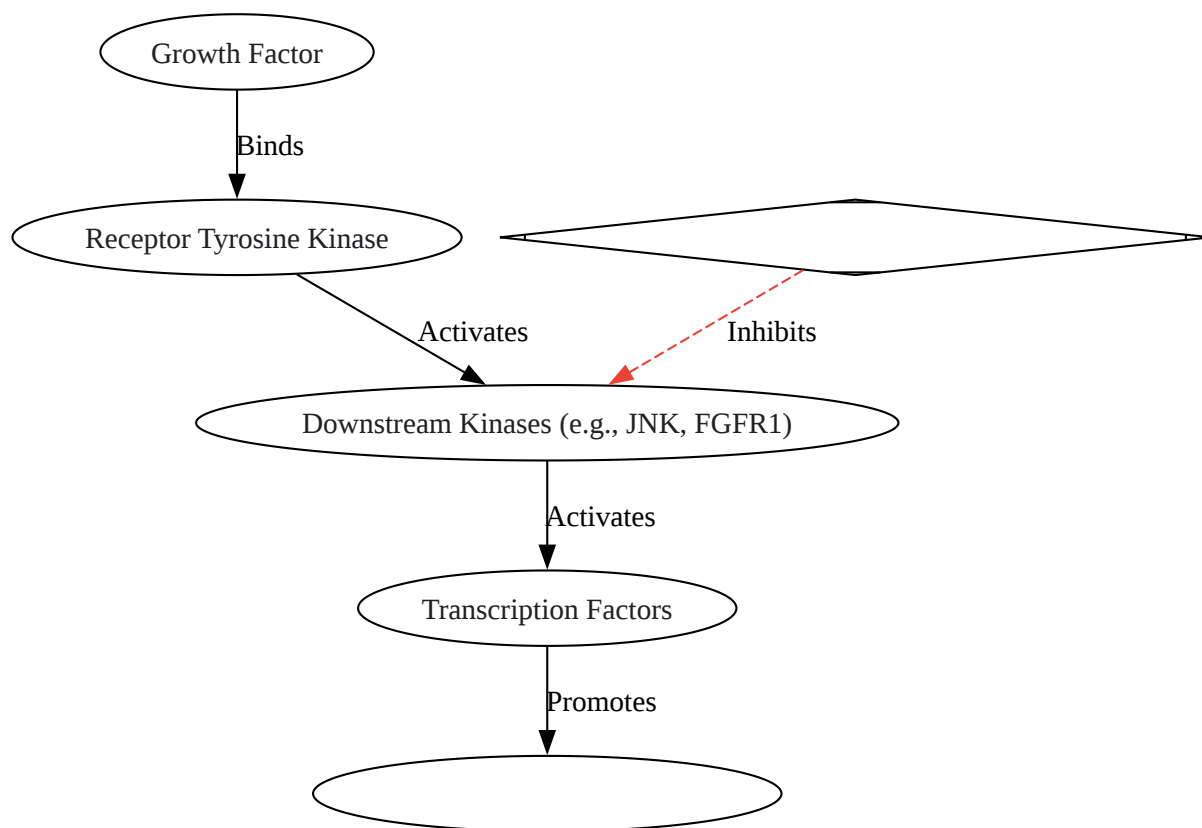 Growth Factor
Binds
Receptor Tyrosine Kinase
Activates
Inhibits
Downstream Kinases (e.g., JNK, FGFR1)
Activates
Transcription Factors
Promotes